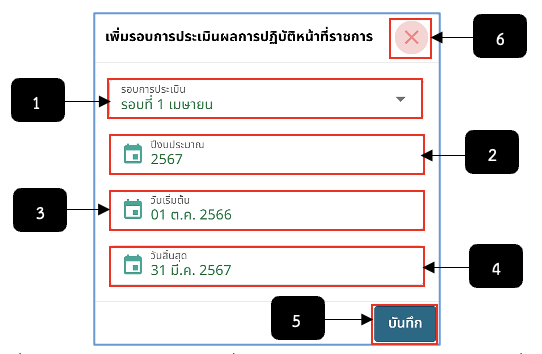 เพิ่มรอบการประเมินผลการปฏิบัติหน้าที่ราชการ
6
1
รอบการประเมิน
รอบที่ 1 เมษายน
ปีงบประมาณ
2567
2
3
วันเริ่มต้น
01 ต.ค. 2566
วันสิ้นสุด
31 มี.ค. 2567
4
5
บันทึก